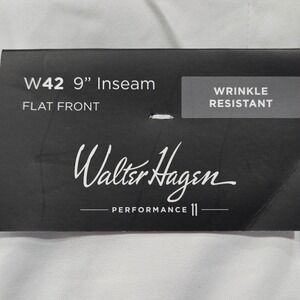 W42 9" Inseam
FLAT FRONT
WRINKLE
RESISTANT
Walter Hagen
PERFORMANCE 11